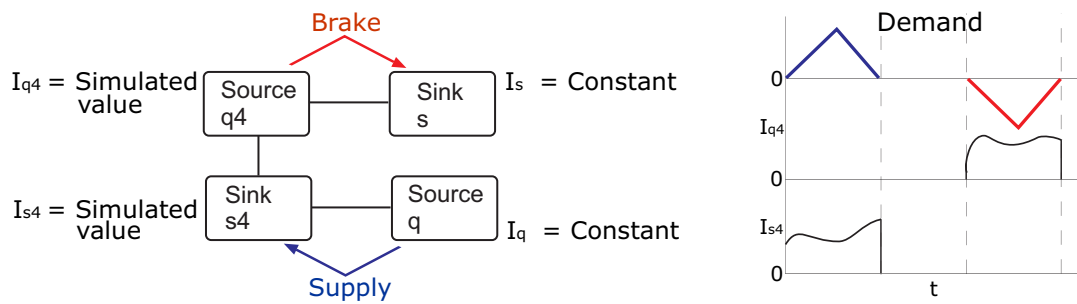 Brake
Iq4 = Simulated
value
Source
q4
Sink
s
Is = Constant
Is4 = Simulated
value
Sink
s4
Source
q
Iq = Constant
Supply
Demand
0
Iq4
0
Is4
0
t